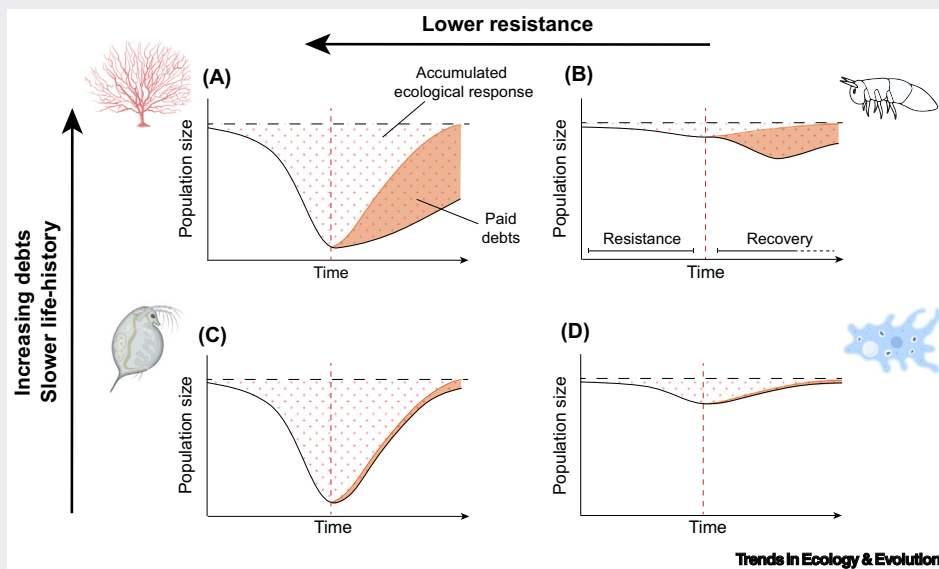 Lower resistance
(A)
Accumulated
ecological response
(B)
Population size
Paid
debts
Time
Population size
Resistance
Recovery
Time
Increasing debts
Slower life-history
(C)
Population size
Time
(D)
Population size
Time
Trends in Ecology & Evolution